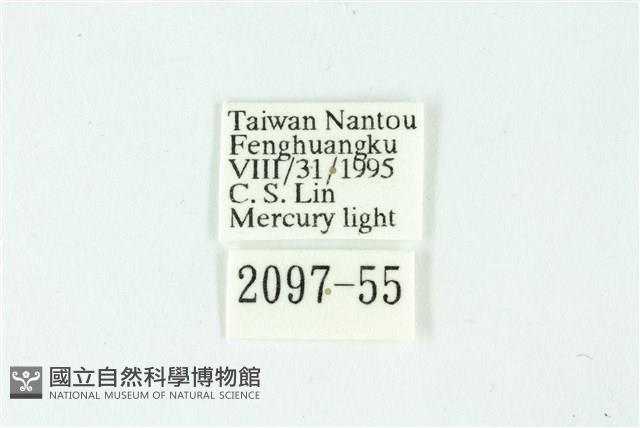 Taiwan Nantou
Fenghuangku
VIII/31/1995
C. S. Lin
Mercury light
2097-55
國立自然科學博物館
NATIONAL MUSEUM OF NATURAL SCIENCE